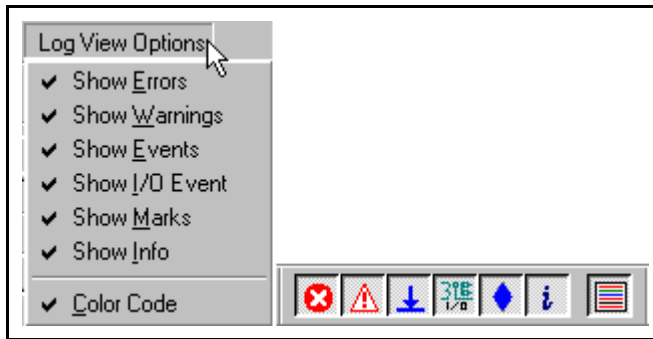 Log View Options
Show Errors
Show Warnings
Show Events
Show I/O Event
Show Marks
Show Info
Color Code
I/O
i